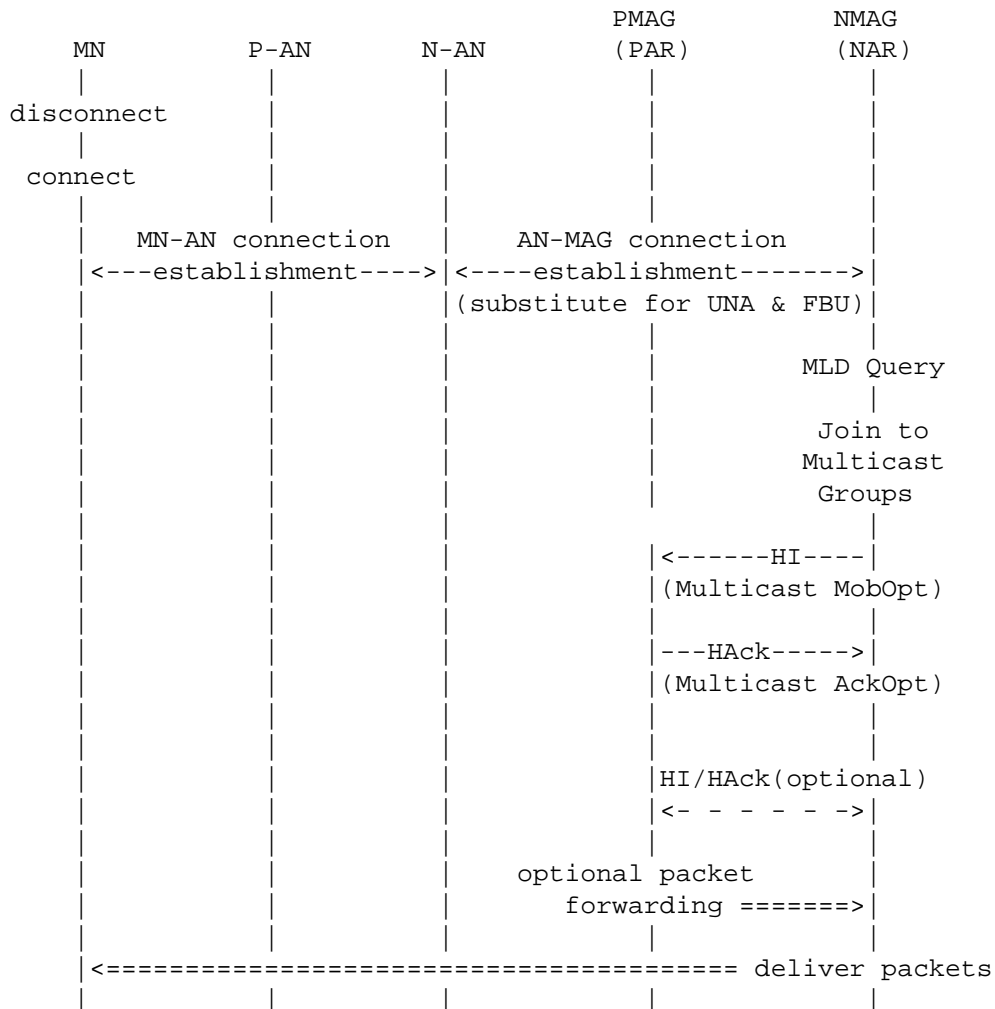 PMAG NMAG
MN P-AN N-AN (PAR) (NAR)
disconnect
connect
MN-AN connection AN-MAG connection
|<---establishment---->|<----establishment------->|
(substitute for UNA & FBU)
MLD Query
Join to
Multicast
Groups
|<------HI----|
(Multicast MobOpt)
|---HAck----->|
(Multicast AckOpt)
HI/HAck(optional)
|<- - - - - ->|
optional packet
forwarding =======>|
|<======================================== deliver packets